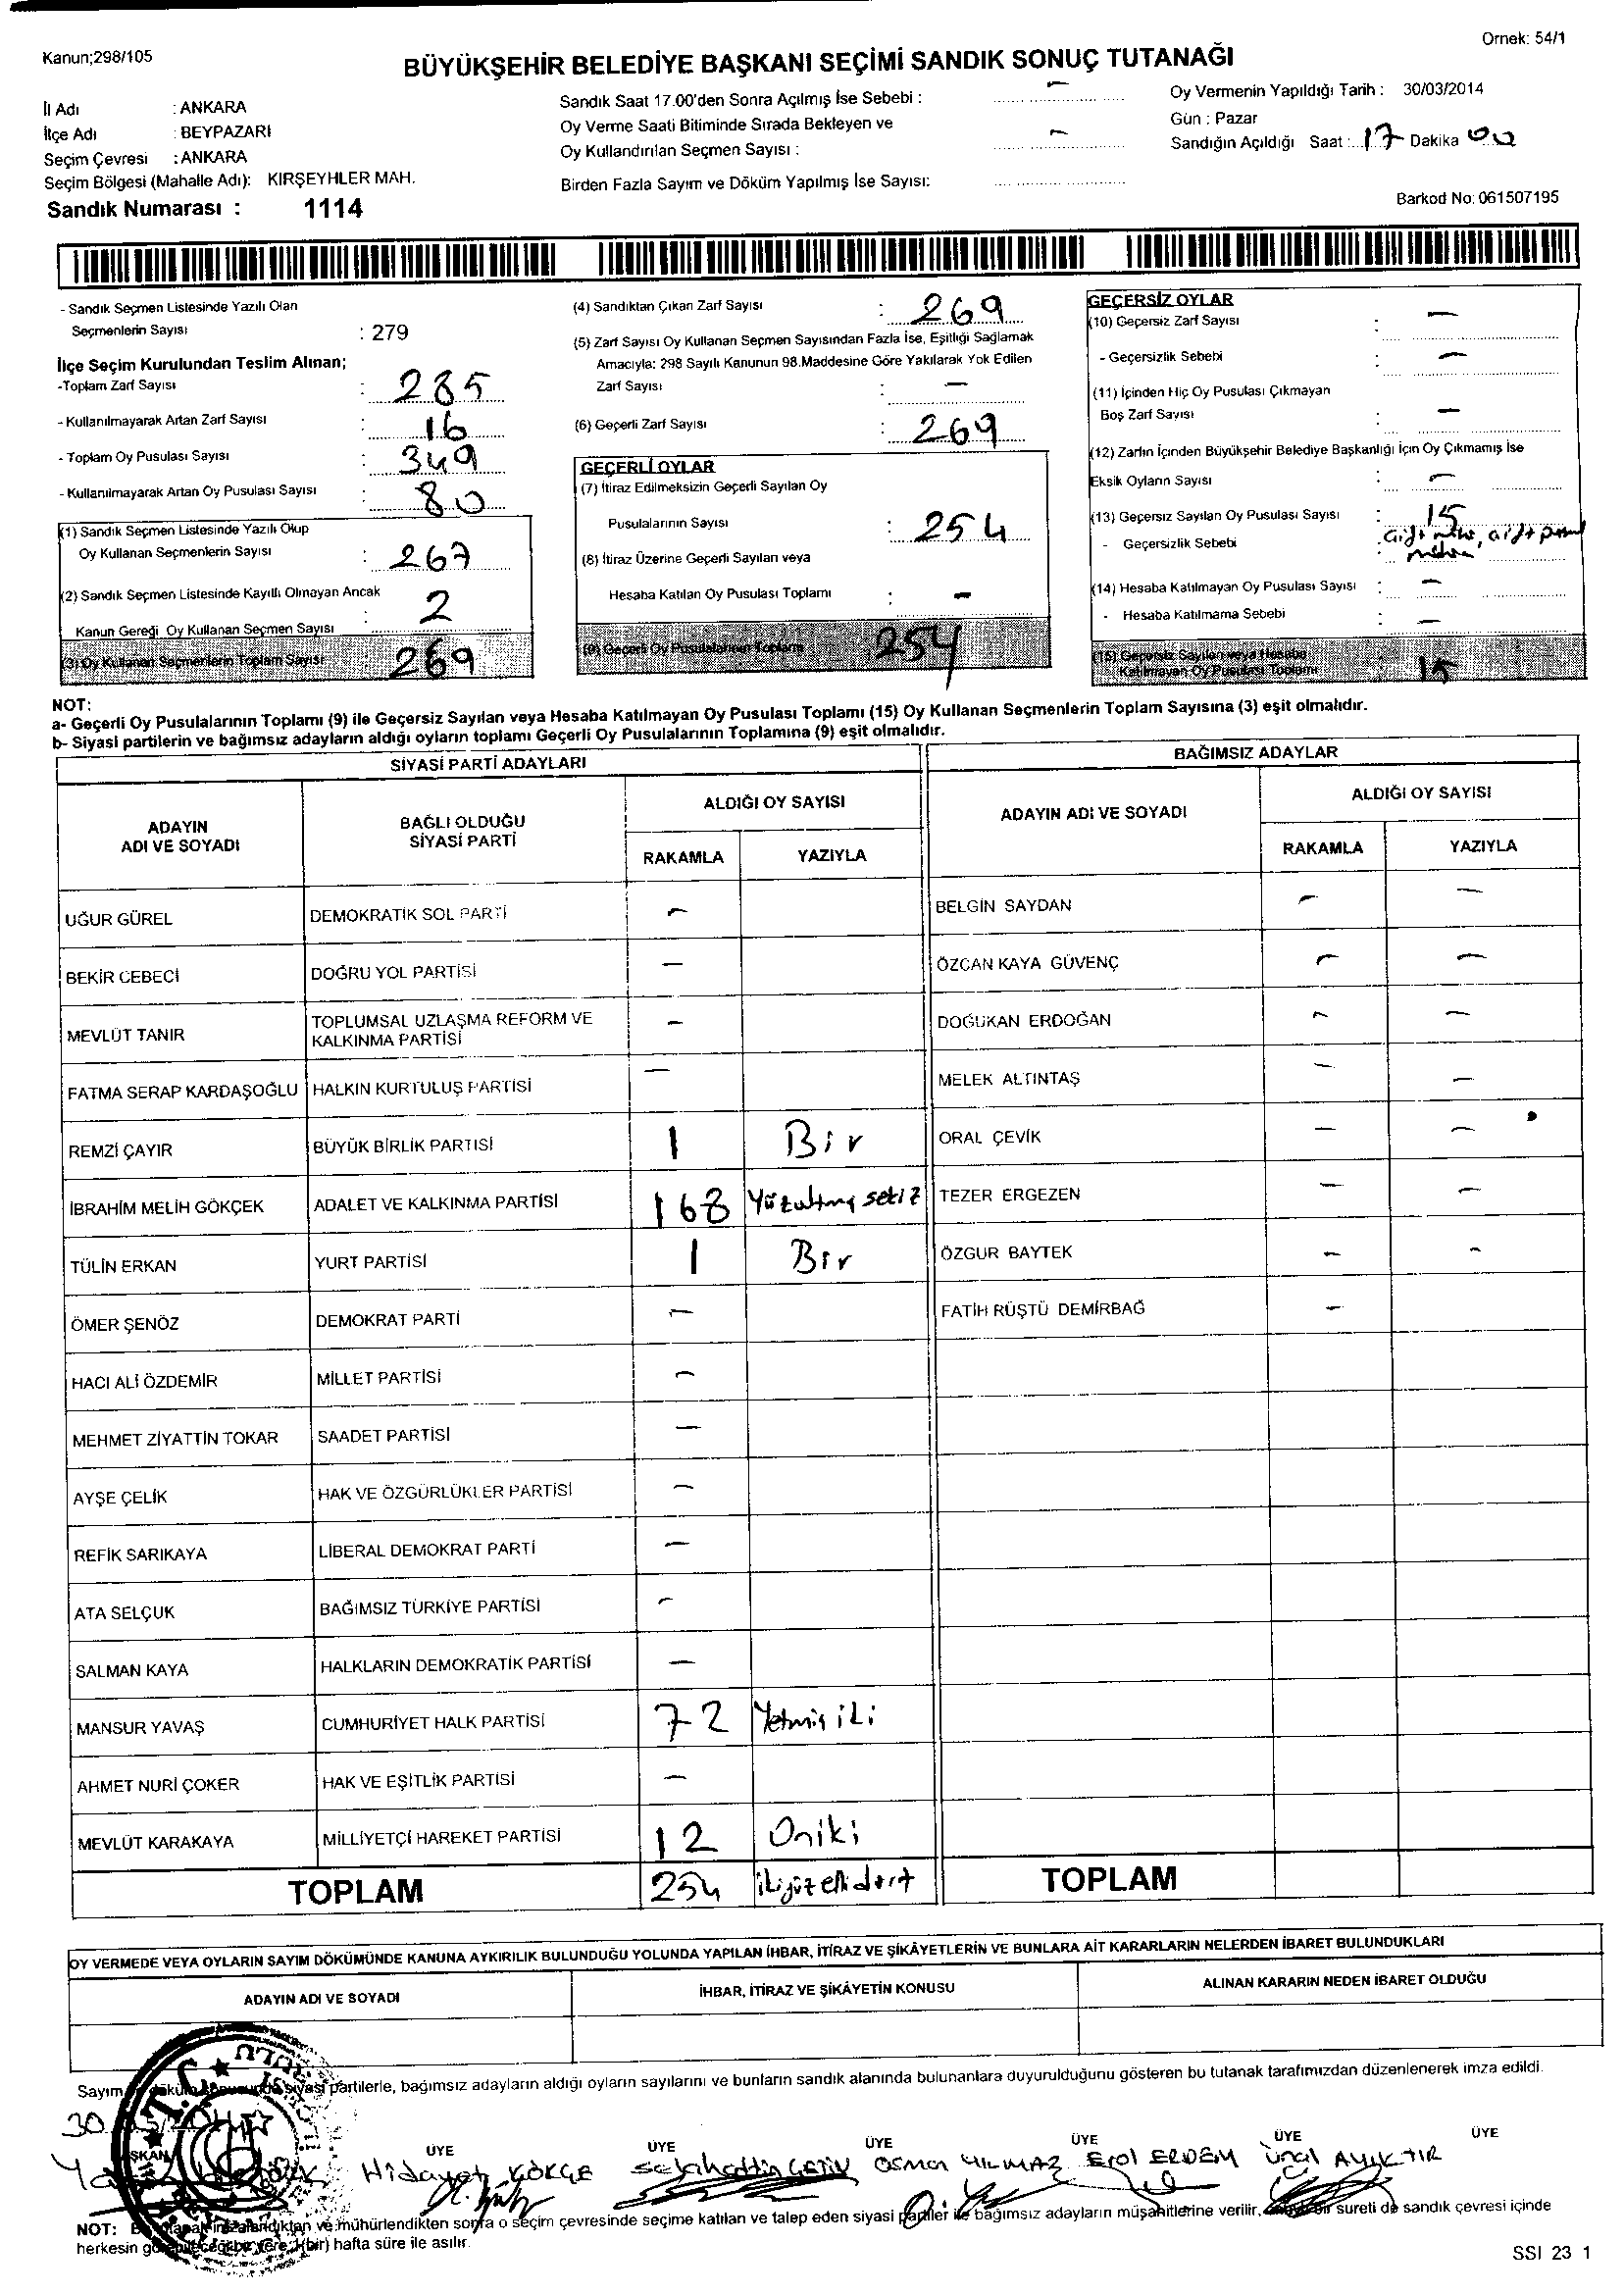 Kanun;298/105
Örnek: 54/1
BÜYÜKŞEHİR BELEDİYE BAŞKANI SEÇİMİ SANDIK SONUÇ TUTANAĞI
İl Adı : ANKARA
İlçe Adı : BEYPAZARI
Seçim Çevresi : ANKARA
Seçim Bölgesi (Mahalle Adı): KIRŞEYHLER MAH.
Sandık Numarası : 1114
Sandık Saat 17.00'den Sonra Açılmış İse Sebebi : –
Oy Verme Saati Bitiminde Sırada Bekleyen ve
Oy Kullandırılan Seçmen Sayısı : –
Birden Fazla Sayım ve Döküm Yapılmış İse Sayısı:
Oy Vermenin Yapıldığı Tarih : 30/03/2014
Gün : Pazar
Sandığın Açıldığı Saat : 17 Dakika 00
Barkod No: 061507195
- Sandık Seçmen Listesinde Yazılı Olan
Seçmenlerin Sayısı : 279
İlçe Seçim Kurulundan Teslim Alınan;
-Toplam Zarf Sayısı : 285
- Kullanılmayarak Artan Zarf Sayısı : 16
- Toplam Oy Pusulası Sayısı : 349
- Kullanılmayarak Artan Oy Pusulası Sayısı : 80
(1) Sandık Seçmen Listesinde Yazılı Olup
Oy Kullanan Seçmenlerin Sayısı : 267
(2) Sandık Seçmen Listesinde Kayıtlı Olmayan Ancak
Kanun Gereği Oy Kullanan Seçmen Sayısı 2
(3) Oy Kullanan Seçmenlerin Toplam Sayısı : 269
(4) Sandıktan Çıkan Zarf Sayısı : 269
(5) Zarf Sayısı Oy Kullanan Seçmen Sayısından Fazla İse, Eşitliği Sağlamak
Amacıyla: 298 Sayılı Kanunun 98.Maddesine Göre Yakılarak Yok Edilen
Zarf Sayısı : –
(6) Geçerli Zarf Sayısı : 269
GEÇERLİ OYLAR
(7) İtiraz Edilmeksizin Geçerli Sayılan Oy
Pusulalarının Sayısı : 254
(8) İtiraz Üzerine Geçerli Sayılan veya
Hesaba Katılan Oy Pusulası Toplamı : –
(9) Geçerli Oy Pusulalarının Toplamı 254
GEÇERSİZ OYLAR
(10) Geçersiz Zarf Sayısı : –
- Geçersizlik Sebebi –
(11) İçinden Hiç Oy Pusulası Çıkmayan
Boş Zarf Sayısı : –
(12) Zarfın İçinden Büyükşehir Belediye Başkanlığı İçin Oy Çıkmamış İse
Eksik Oyların Sayısı : –
(13) Geçersiz Sayılan Oy Pusulası Sayısı : 15
- Geçersizlik Sebebi : çift
(14) Hesaba Katılmayan Oy Pusulası Sayısı : –
- Hesaba Katılmama Sebebi : –
(15) Geçersiz Sayılan veya Hesaba
Katılmayan Oy Pusulası Toplamı 15
NOT:
a- Geçerli Oy Pusulalarının Toplamı (9) ile Geçersiz Sayılan veya Hesaba Katılmayan Oy Pusulası Toplamı (15) Oy Kullanan Seçmenlerin Toplam Sayısına (3) eşit olmalıdır.
b- Siyasi partilerin ve bağımsız adayların aldığı oyların toplamı Geçerli Oy Pusulalarının Toplamına (9) eşit olmalıdır.
SİYASİ PARTİ ADAYLARI
ADAYIN ADI VE SOYADI BAĞLI OLDUĞU SİYASİ PARTİ ALDIĞI OY SAYISI
RAKAMLA YAZIYLA
UĞUR GÜREL DEMOKRATİK SOL PARTİ –
BEKİR CEBECİ DOĞRU YOL PARTİSİ –
MEVLÜT TANIR TOPLUMSAL UZLAŞMA REFORM VE KALKINMA PARTİSİ –
FATMA SERAP KARDAŞOĞLU HALKIN KURTULUŞ PARTİSİ –
REMZİ ÇAYIR BÜYÜK BİRLİK PARTİSİ 1 Bir
İBRAHİM MELİH GÖKÇEK ADALET VE KALKINMA PARTİSİ 168 Yüzaltmış sekiz
TÜLİN ERKAN YURT PARTİSİ 1 Bir
ÖMER ŞENÖZ DEMOKRAT PARTİ –
HACI ALİ ÖZDEMİR MİLLET PARTİSİ –
MEHMET ZİYATTİN TOKAR SAADET PARTİSİ –
AYŞE ÇELİK HAK VE ÖZGÜRLÜKLER PARTİSİ –
REFİK SARIKAYA LİBERAL DEMOKRAT PARTİ –
ATA SELÇUK BAĞIMSIZ TÜRKİYE PARTİSİ –
SALMAN KAYA HALKLARIN DEMOKRATİK PARTİSİ –
MANSUR YAVAŞ CUMHURİYET HALK PARTİSİ 72 Yetmiş iki
AHMET NURİ ÇOKER HAK VE EŞİTLİK PARTİSİ –
MEVLÜT KARAKAYA MİLLİYETÇİ HAREKET PARTİSİ 12 Oniki
TOPLAM 254 ikiyüz elli dört
BAĞIMSIZ ADAYLAR
ADAYIN ADI VE SOYADI ALDIĞI OY SAYISI
RAKAMLA YAZIYLA
BELGİN SAYDAN – –
ÖZCAN KAYA GÜVENÇ – –
DOĞUKAN ERDOĞAN – –
MELEK ALTINTAŞ – –
ORAL ÇEVİK – –
TEZER ERGEZEN – –
ÖZGUR BAYTEK – –
FATİH RÜŞTÜ DEMİRBAĞ –
TOPLAM
OY VERMEDE VEYA OYLARIN SAYIM DÖKÜMÜNDE KANUNA AYKIRILIK BULUNDUĞU YOLUNDA YAPILAN İHBAR, İTİRAZ VE ŞİKÂYETLERİN VE BUNLARA AİT KARARLARIN NELERDEN İBARET BULUNDUKLARI
ADAYIN ADI VE SOYADI İHBAR, İTİRAZ VE ŞİKÂYETİN KONUSU ALINAN KARARIN NEDEN İBARET OLDUĞU
Sayım döküm sonucunda siyasi partilerle, bağımsız adayların aldığı oyların sayılarını ve bunların sandık alanında bulunanlara duyurulduğunu gösteren bu tutanak tarafımızdan düzenlenerek imza edildi.
T.C.
ÜYE ÜYE ÜYE ÜYE ÜYE ÜYE
Hidayet GÖKÇE Selahattin ÇETİN Osman YILMAZ Erol ERDEM Ünal AYIKTIR
NOT: Bu tutanak imzalandıktan ve mühürlendikten sonra o seçim çevresinde seçime katılan ve talep eden siyasi partiler ile bağımsız adayların müşahitlerine verilir, bir sureti de sandık çevresi içinde
herkesin görebileceği bir yere (bir) hafta süre ile asılır.
SSI 23 1